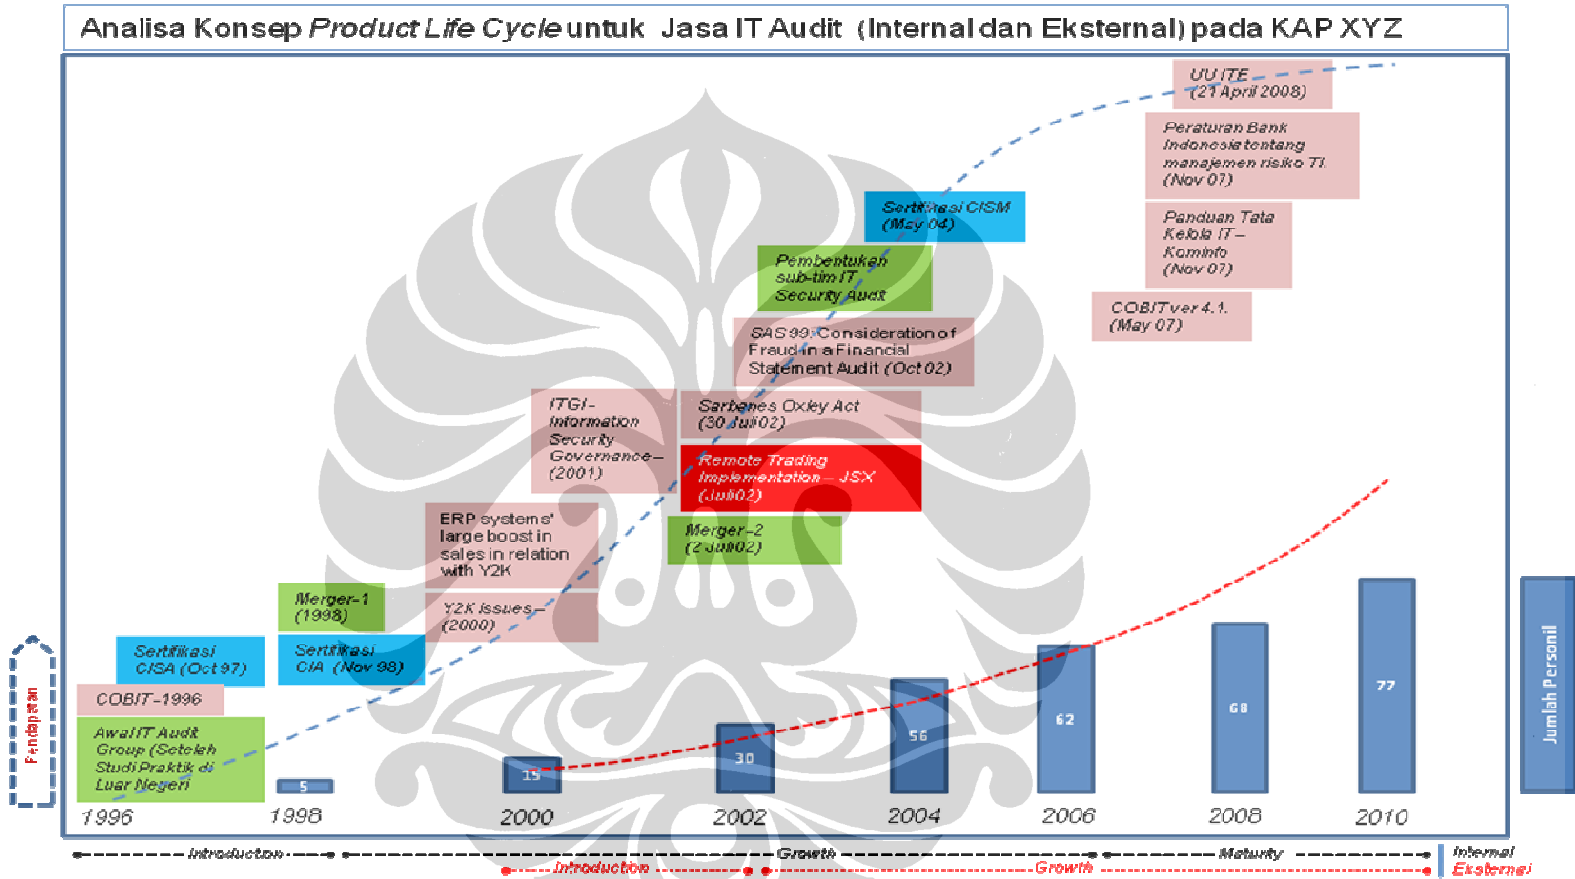 Analisa Konsep Product Life Cycle untuk Jasa IT Audit (Internal dan Eksternal) pada KAP XYZ
UU ITE
(21 April 2008)
Peraturan Bank
Indonesia tentang
manajemen risiko TI.
(Nov 07)
Sertifikasi CISM
(May 04)
Panduan Tata
Kelola IT –
Kominfo
(Nov 07)
Pembentukan
sub-tim IT
Security Audit
COBIT ver 4.1.
(May 07)
SAS 99: Consideration of
Fraud in a Financial
Statement Audit (Oct 02)
ITGI -
Information
Security
Governance –
(2001)
Sarbanes Oxley Act
(30 Juli 02)
Remote Trading
Implementation – JSX
(Juli 02)
ERP systems'
large boost in
sales in relation
with Y2K
Merger-2
(2 Juli 02)
Merger-1
(1998)
Y2K Issues –
(2000)
Sertifikasi
CISA (Oct 97)
Sertifikasi
CIA (Nov 98)
COBIT -1996
Awal IT Audit
Group (Setelah
Studi Praktik di
Luar Negeri
Pendapatan
5
15
30
56
62
68
77
Jumlah Personil
1996 1998 2000 2002 2004 2006 2008 2010
Introduction Growth Maturity Internal
Introduction Growth Eksternal